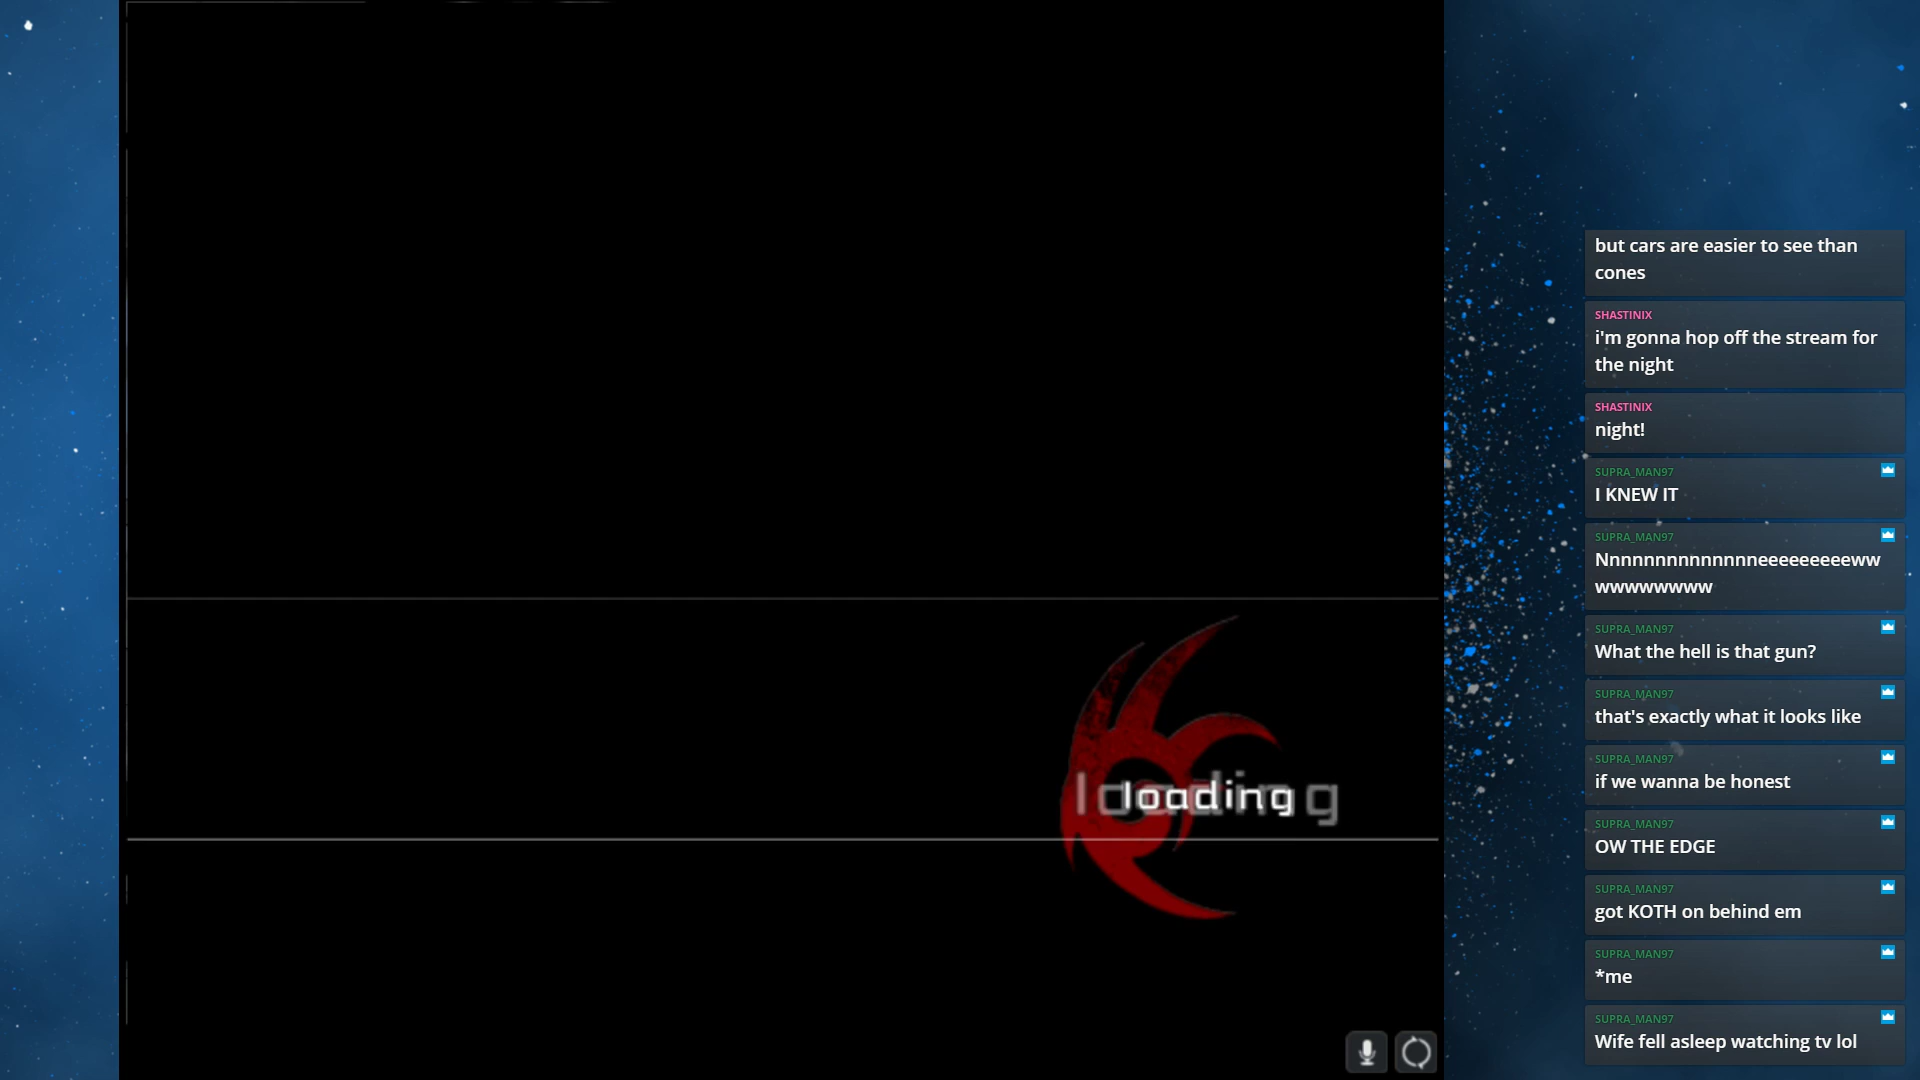 loading
but cars are easier to see than
cones
SHASTINIX
i'm gonna hop off the stream for
the night
SHASTINIX
night!
SUPRA_MAN97
I KNEW IT
SUPRA_MAN97
Nnnnnnnnnnnnnneeeeeeeeeww
wwwwwwww
SUPRA_MAN97
What the hell is that gun?
SUPRA_MAN97
that's exactly what it looks like
SUPRA_MAN97
if we wanna be honest
SUPRA_MAN97
OW THE EDGE
SUPRA_MAN97
got KOTH on behind em
SUPRA_MAN97
*me
SUPRA_MAN97
Wife fell asleep watching tv lol